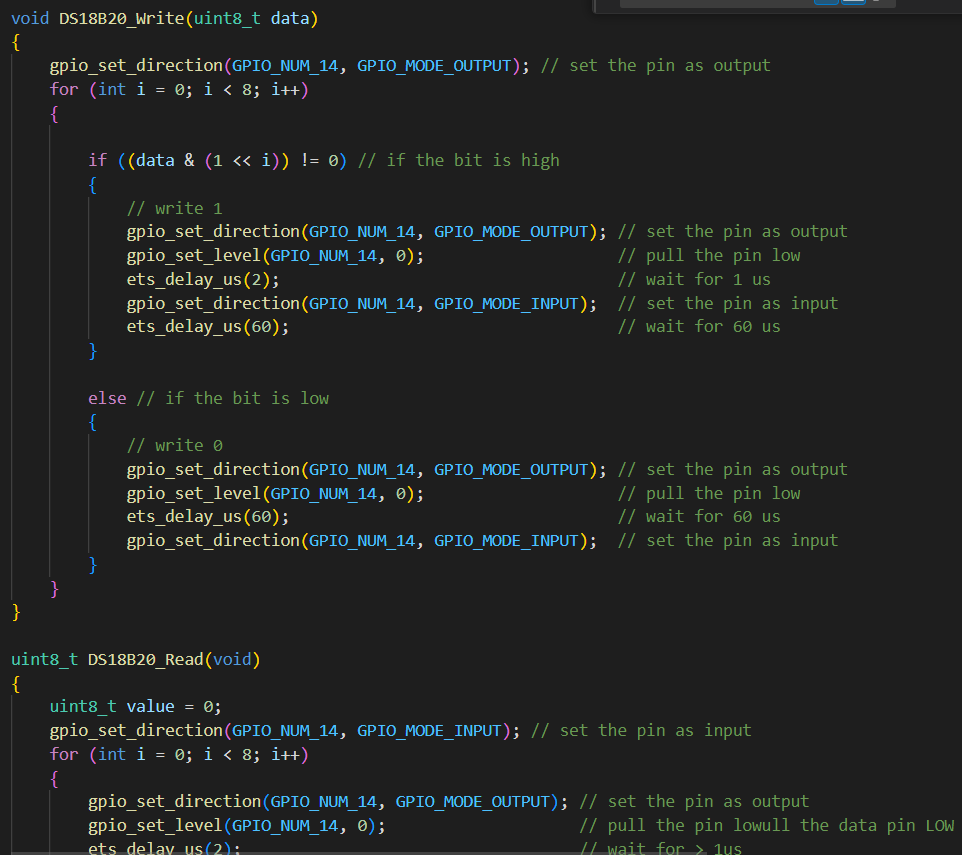 void DS18B20_Write(uint8_t data)
{
    gpio_set_direction(GPIO_NUM_14, GPIO_MODE_OUTPUT); // set the pin as output
    for (int i = 0; i < 8; i++)
    {
        if ((data & (1 << i)) != 0) // if the bit is high
        {
            // write 1
            gpio_set_direction(GPIO_NUM_14, GPIO_MODE_OUTPUT); // set the pin as output
            gpio_set_level(GPIO_NUM_14, 0);                    // pull the pin low
            ets_delay_us(2);                                   // wait for 1 us
            gpio_set_direction(GPIO_NUM_14, GPIO_MODE_INPUT);  // set the pin as input
            ets_delay_us(60);                                  // wait for 60 us
        }
        else // if the bit is low
        {
            // write 0
            gpio_set_direction(GPIO_NUM_14, GPIO_MODE_OUTPUT); // set the pin as output
            gpio_set_level(GPIO_NUM_14, 0);                    // pull the pin low
            ets_delay_us(60);                                  // wait for 60 us
            gpio_set_direction(GPIO_NUM_14, GPIO_MODE_INPUT);  // set the pin as input
        }
    }
}
uint8_t DS18B20_Read(void)
{
    uint8_t value = 0;
    gpio_set_direction(GPIO_NUM_14, GPIO_MODE_INPUT); // set the pin as input
    for (int i = 0; i < 8; i++)
    {
        gpio_set_direction(GPIO_NUM_14, GPIO_MODE_OUTPUT); // set the pin as output
        gpio_set_level(GPIO_NUM_14, 0);                    // pull the pin lowull the data pin LOW
        ets_delay_us(2);                                   // wait for > 1us